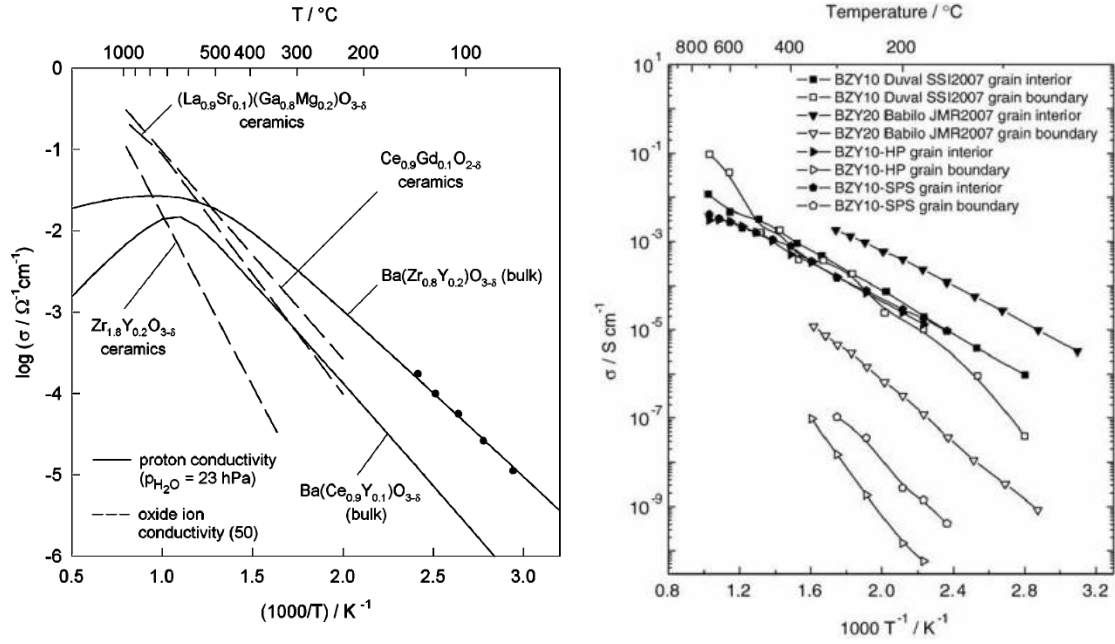 T / °C
1000 500 400 300 200 100
0
-1
-2
-3
-4
-5
-6
log (σ / Ω⁻¹cm⁻¹)
(La₀.₉Sr₀.₁)(Ga₀.₈Mg₀.₂)O₃₋δ
ceramics
Ce₀.₉Gd₀.₁O₂₋δ
ceramics
Ba(Zr₀.₈Y₀.₂)O₃₋δ (bulk)
Zr₁.₈Y₀.₂O₃₋δ
ceramics
Ba(Ce₀.₉Y₀.₁)O₃₋δ
(bulk)
proton conductivity
(p_H₂O = 23 hPa)
oxide ion
conductivity (50)
0.5 1.0 1.5 2.0 2.5 3.0
(1000/T) / K⁻¹
Temperature / °C
800 600 400 200
10¹
10⁻¹
10⁻³
10⁻⁵
10⁻⁷
10⁻⁹
σ / S cm⁻¹
BZY10 Duval SSI2007 grain interior
BZY10 Duval SSI2007 grain boundary
BZY20 Babilo JMR2007 grain interior
BZY20 Babilo JMR2007 grain boundary
BZY10-HP grain interior
BZY10-HP grain boundary
BZY10-SPS grain interior
BZY10-SPS grain boundary
0.8 1.2 1.6 2.0 2.4 2.8 3.2
1000 T⁻¹ / K⁻¹